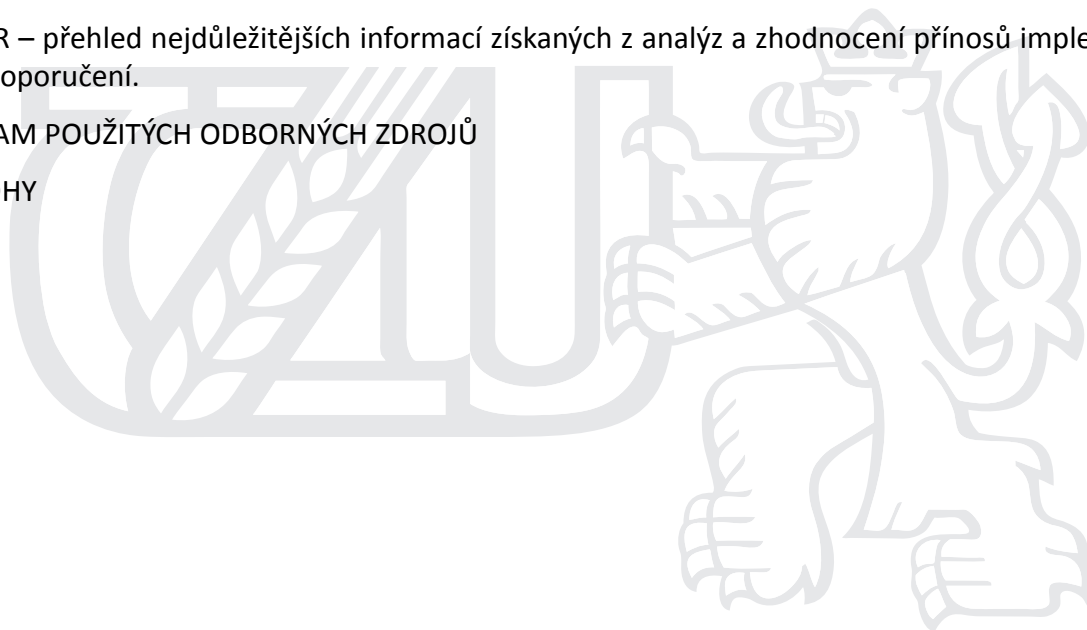 R – přehled nejdůležitějších informací získaných z analýz a zhodnocení přínosů imple
oporučení.
AM POUŽITÝCH ODBORNÝCH ZDROJŮ
HY